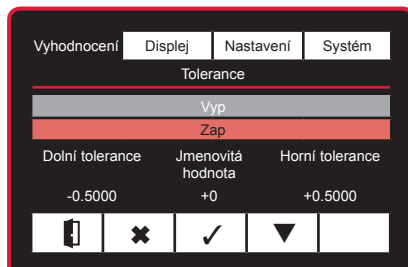 Vyhodnocení Displej Nastavení Systém
Tolerance
Vyp
Zap
Dolní tolerance Jmenovitá hodnota Horní tolerance
-0.5000 +0 +0.5000